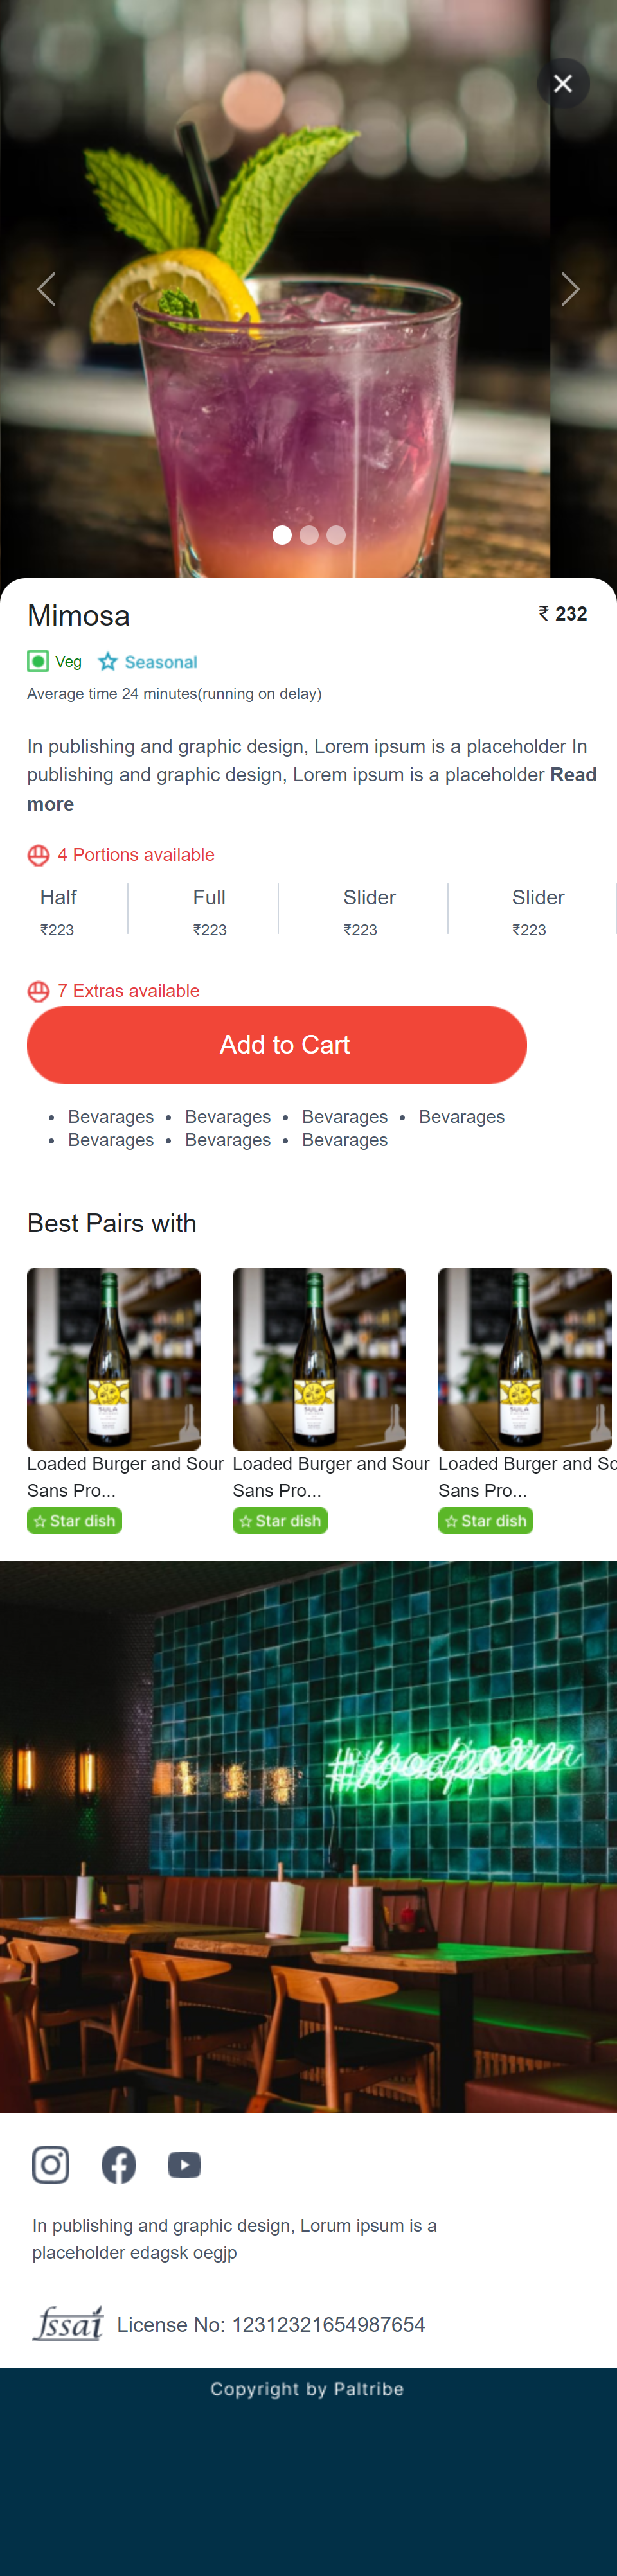 Mimosa
₹ 232
Veg Seasonal
Average time 24 minutes(running on delay)
In publishing and graphic design, Lorem ipsum is a placeholder In
publishing and graphic design, Lorem ipsum is a placeholder Read
more
4 Portions available
Half Full Slider Slider
₹223 ₹223 ₹223 ₹223
7 Extras available
Add to Cart
• Bevarages • Bevarages • Bevarages • Bevarages
• Bevarages • Bevarages • Bevarages
Best Pairs with
SULA SULA SULA
Loaded Burger and Sour Loaded Burger and Sour Loaded Burger and So
Sans Pro... Sans Pro... Sans Pro...
Star dish Star dish Star dish
#foodporn
In publishing and graphic design, Lorum ipsum is a
placeholder edagsk oegjp
fssai License No: 12312321654987654
Copyright by Paltribe